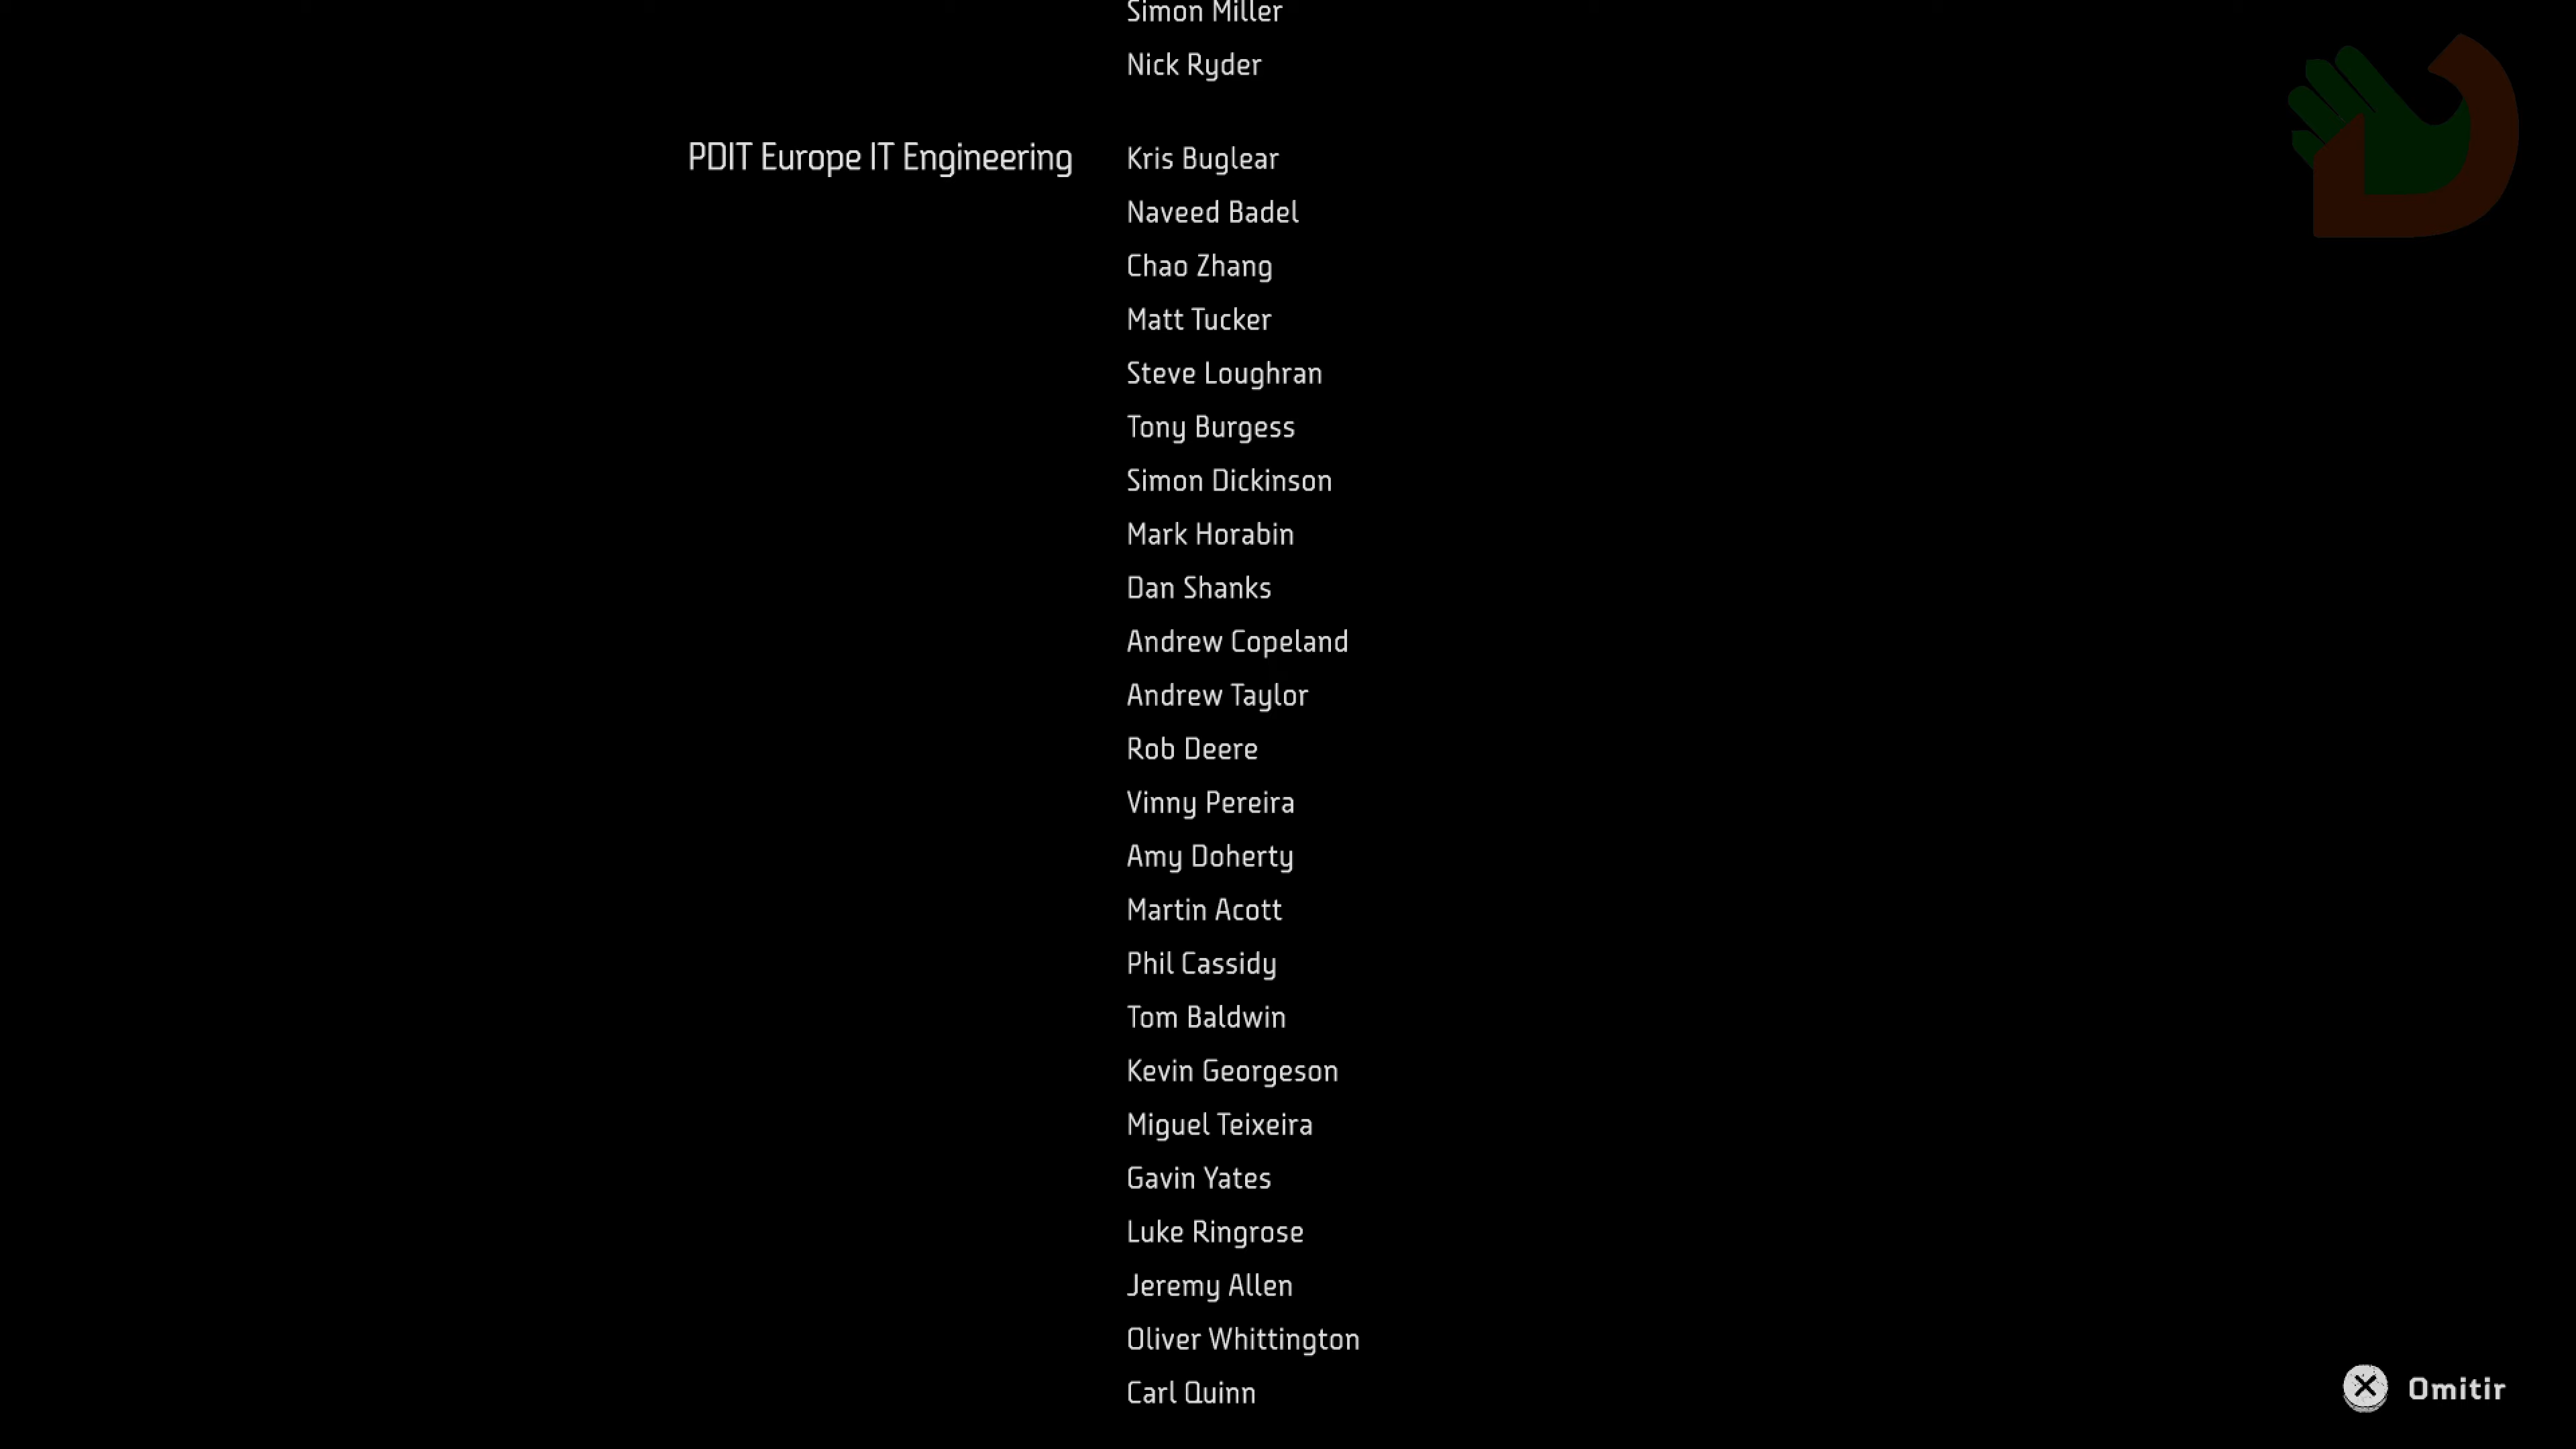 Simon Miller
Nick Ryder
PDIT Europe IT Engineering
Kris Buglear
Naveed Badel
Chao Zhang
Matt Tucker
Steve Loughran
Tony Burgess
Simon Dickinson
Mark Horabin
Dan Shanks
Andrew Copeland
Andrew Taylor
Rob Deere
Vinny Pereira
Amy Doherty
Martin Acott
Phil Cassidy
Tom Baldwin
Kevin Georgeson
Miguel Teixeira
Gavin Yates
Luke Ringrose
Jeremy Allen
Oliver Whittington
Carl Quinn
Omitir